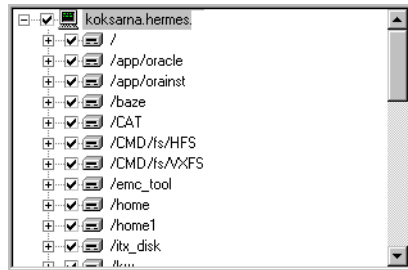 koksarna.hermes.
/
/app/oracle
/app/orainst
/baze
/CAT
/CMD/fs/HFS
/CMD/fs/VXFS
/emc_tool
/home
/home1
/itx_disk